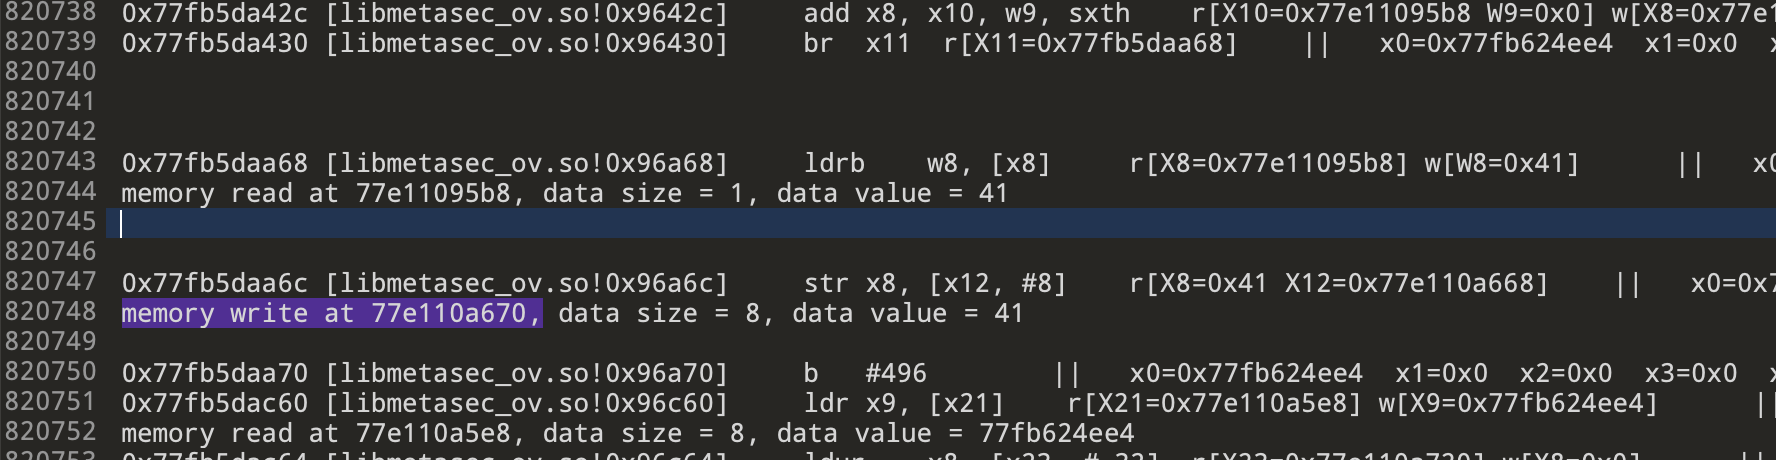 820738 0x77fb5da42c [libmetasec_ov.so!0x9642c] add x8, x10, w9, sxth r[X10=0x77e11095b8 W9=0x0] w[X8=0x77e1
820739 0x77fb5da430 [libmetasec_ov.so!0x96430] br x11 r[X11=0x77fb5daa68] || x0=0x77fb624ee4 x1=0x0
820740
820741
820742
820743 0x77fb5daa68 [libmetasec_ov.so!0x96a68] ldrb w8, [x8] r[X8=0x77e11095b8] w[W8=0x41] || x0
820744 memory read at 77e11095b8, data size = 1, data value = 41
820745
820746
820747 0x77fb5daa6c [libmetasec_ov.so!0x96a6c] str x8, [x12, #8] r[X8=0x41 X12=0x77e110a668] || x0=0x7
820748 memory write at 77e110a670, data size = 8, data value = 41
820749
820750 0x77fb5daa70 [libmetasec_ov.so!0x96a70] b #496 || x0=0x77fb624ee4 x1=0x0 x2=0x0 x3=0x0
820751 0x77fb5dac60 [libmetasec_ov.so!0x96c60] ldr x9, [x21] r[X21=0x77e110a5e8] w[X9=0x77fb624ee4] ||
820752 memory read at 77e110a5e8, data size = 8, data value = 77fb624ee4
820753 0x77fb5dac64 [libmetasec_ov.so!0x96c64]